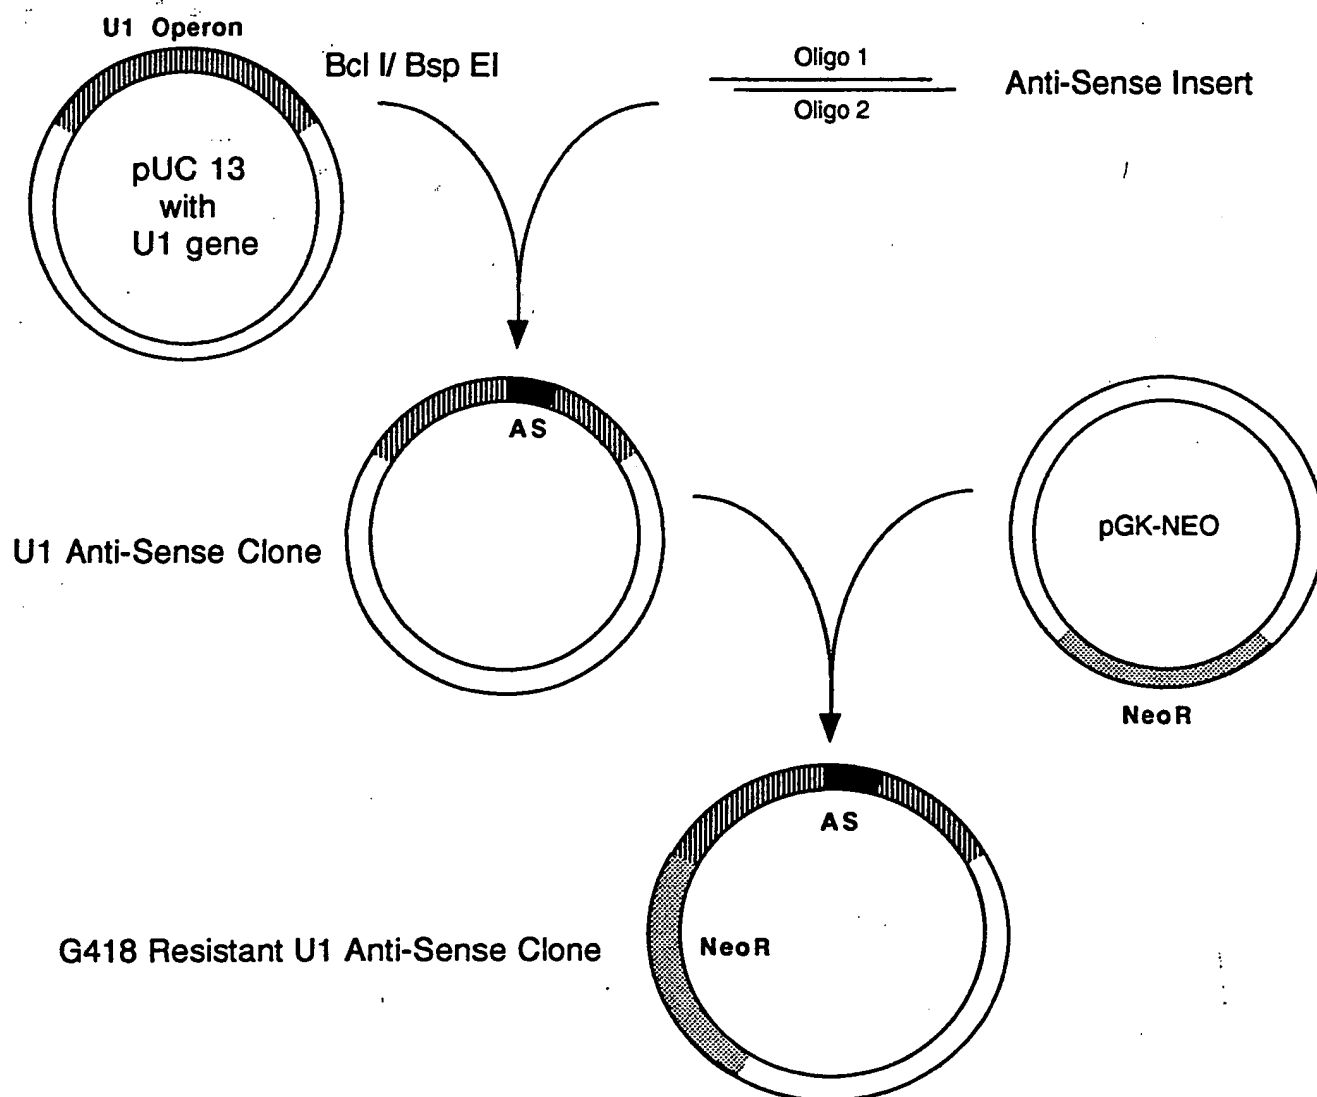 U1 Operon
Bcl I/ Bsp EI
Oligo 1
Oligo 2
Anti-Sense Insert
pUC 13
with
U1 gene
AS
U1 Anti-Sense Clone
pGK-NEO
NeoR
AS
NeoR
G418 Resistant U1 Anti-Sense Clone